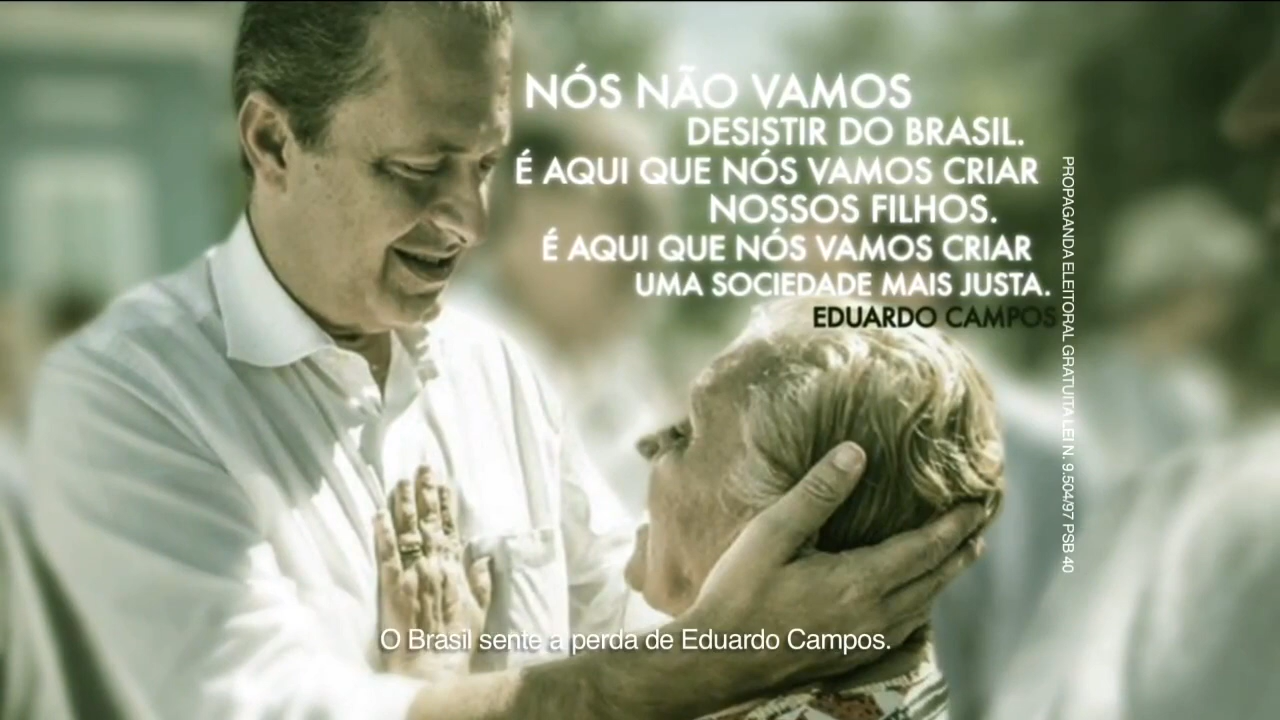 NÓS NÃO VAMOS
DESISTIR DO BRASIL.
É AQUI QUE NÓS VAMOS CRIAR
NOSSOS FILHOS.
É AQUI QUE NÓS VAMOS CRIAR
UMA SOCIEDADE MAIS JUSTA.
EDUARDO CAMPOS
PROPAGANDA ELEITORAL GRATUITA LEI N. 9.504/97 PSB 40
O Brasil sente a perda de Eduardo Campos.